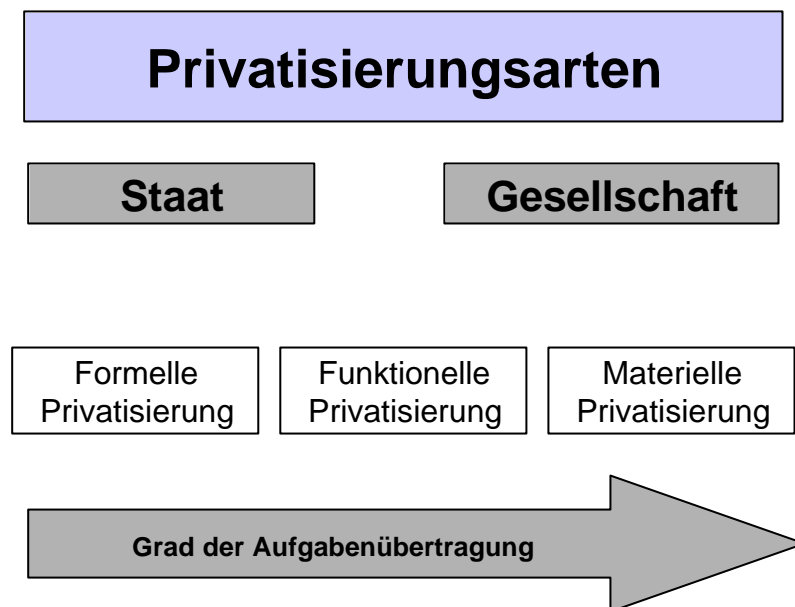 Privatisierungsarten
Staat
Gesellschaft
Formelle
Privatisierung
Funktionelle
Privatisierung
Materielle
Privatisierung
Grad der Aufgabenübertragung